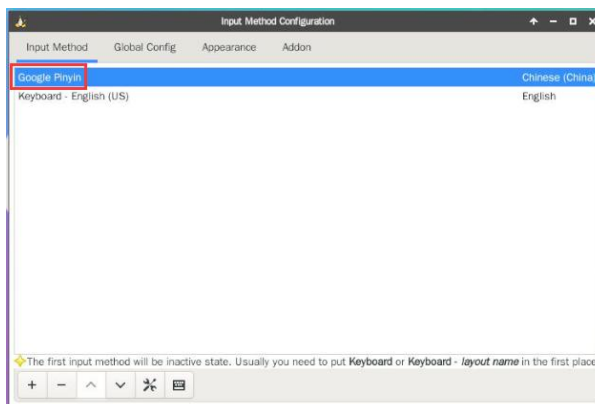 Input Method Configuration
Input Method Global Config Appearance Addon
Google Pinyin Chinese (China)
Keyboard - English (US) English
The first input method will be inactive state. Usually you need to put Keyboard or Keyboard - layout name in the first place